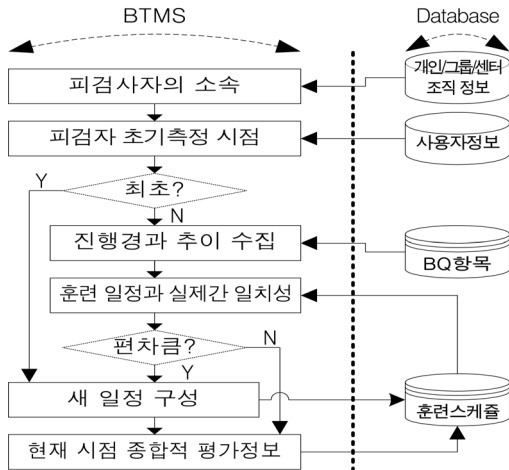 BTMS
Database
피검사자의 소속
개인/그룹/센터
조직 정보
피검자 초기측정 시점
사용자정보
Y
최초?
N
진행경과 추이 수집
BQ항목
훈련 일정과 실제간 일치성
편차큼?
N
Y
새 일정 구성
훈련스케쥴
현재 시점 종합적 평가정보